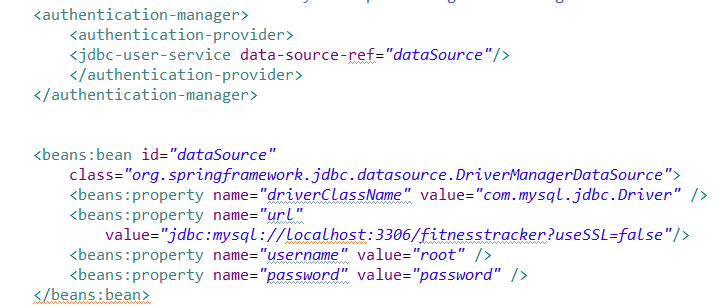 <authentication-manager>
<authentication-provider>
<jdbc-user-service data-source-ref="dataSource"/>
</authentication-provider>
</authentication-manager>
<beans:bean id="dataSource"
class="org.springframework.jdbc.datasource.DriverManagerDataSource">
<beans:property name="driverClassName" value="com.mysql.jdbc.Driver" />
<beans:property name="url"
value="jdbc:mysql://localhost:3306/fitnesstracker?useSSL=false"/>
<beans:property name="username" value="root" />
<beans:property name="password" value="password" />
</beans:bean>